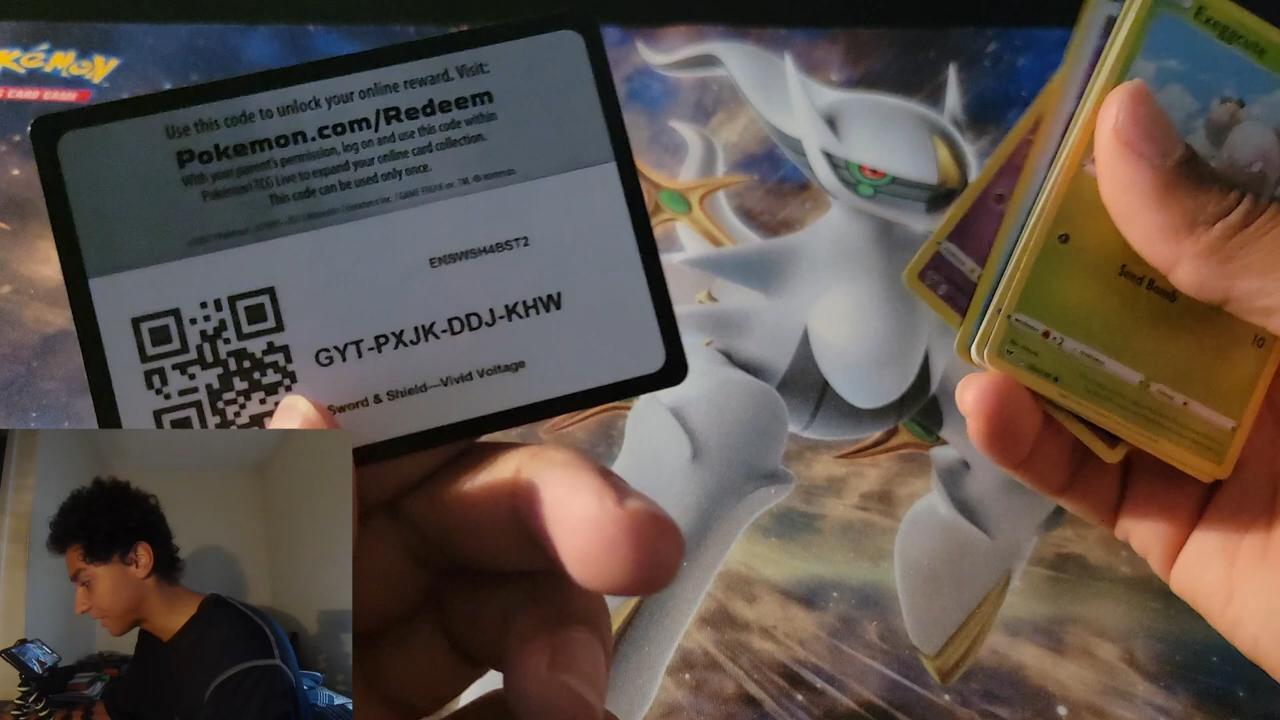 Pokémon
Use this code to unlock your online reward. Visit:
Pokemon.com/Redeem
With your parent's permission, log on and use this code within
Pokémon TCG Live to expand your online card collection.
This code can be used only once.
ENSWSH4BST2
GYT-PXJK-DDJ-KHW
Sword & Shield—Vivid Voltage
Exeggcute
Seed Bomb
10